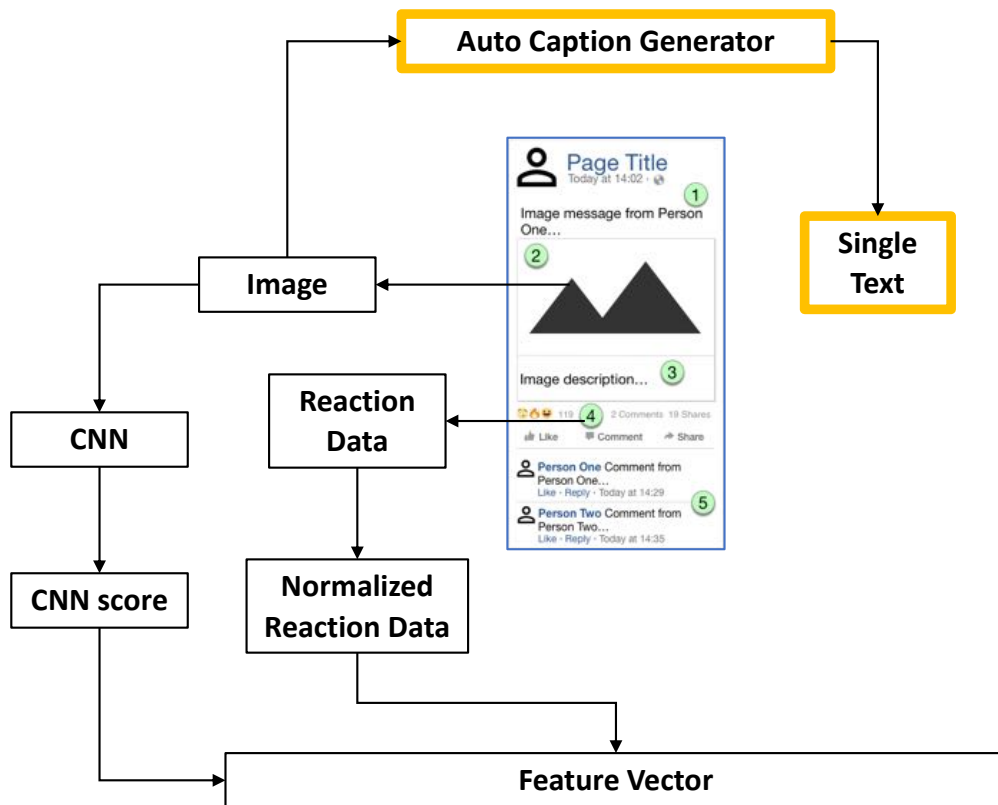 Auto Caption Generator
Page Title
Today at 14:02 ·
1
Image message from Person
One...
2
Single
Text
Image
3
Image description...
Reaction
Data
119
4
2 Comments 19 Shares
Like
Comment
Share
CNN
Person One Comment from
Person One...
Like · Reply · Today at 14:29
5
Person Two Comment from
Person Two...
Like · Reply · Today at 14:35
CNN score
Normalized
Reaction Data
Feature Vector